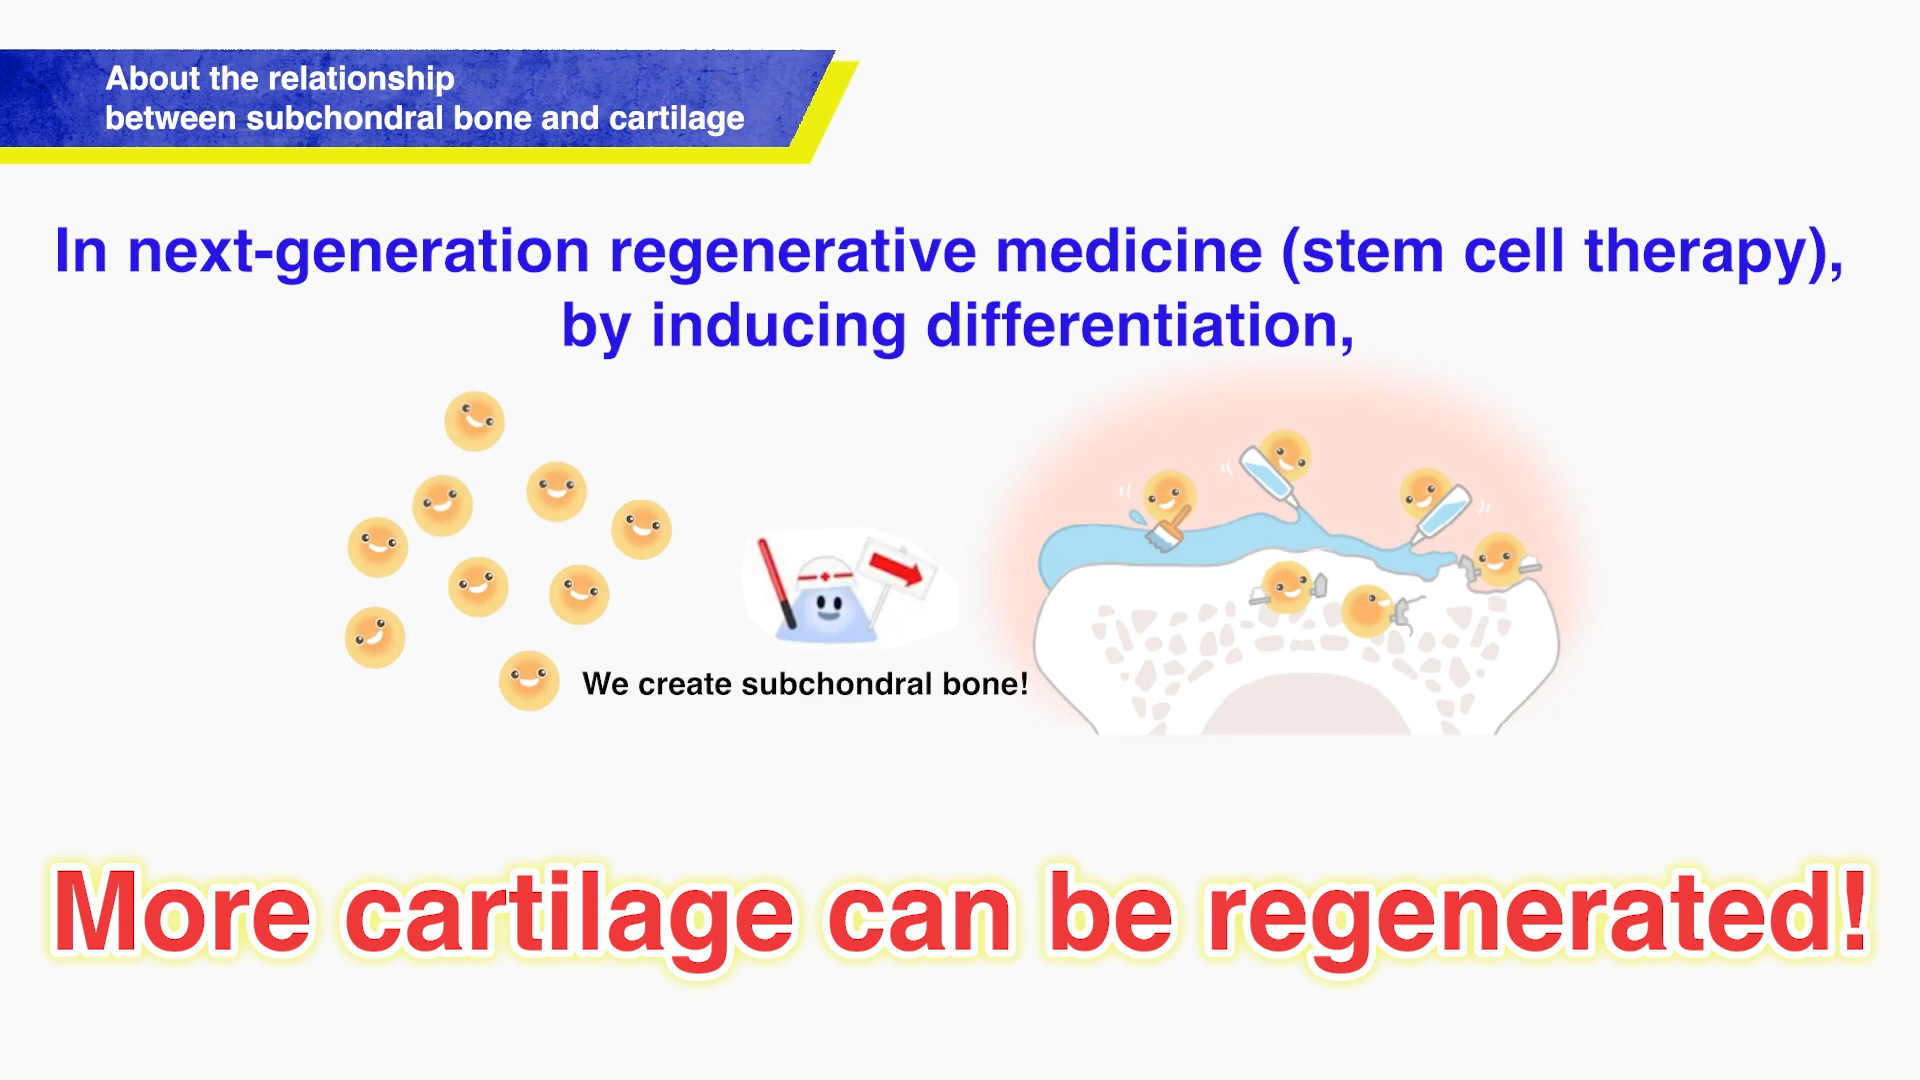 About the relationship
between subchondral bone and cartilage
In next-generation regenerative medicine (stem cell therapy),
by inducing differentiation,
We create subchondral bone!
More cartilage can be regenerated!